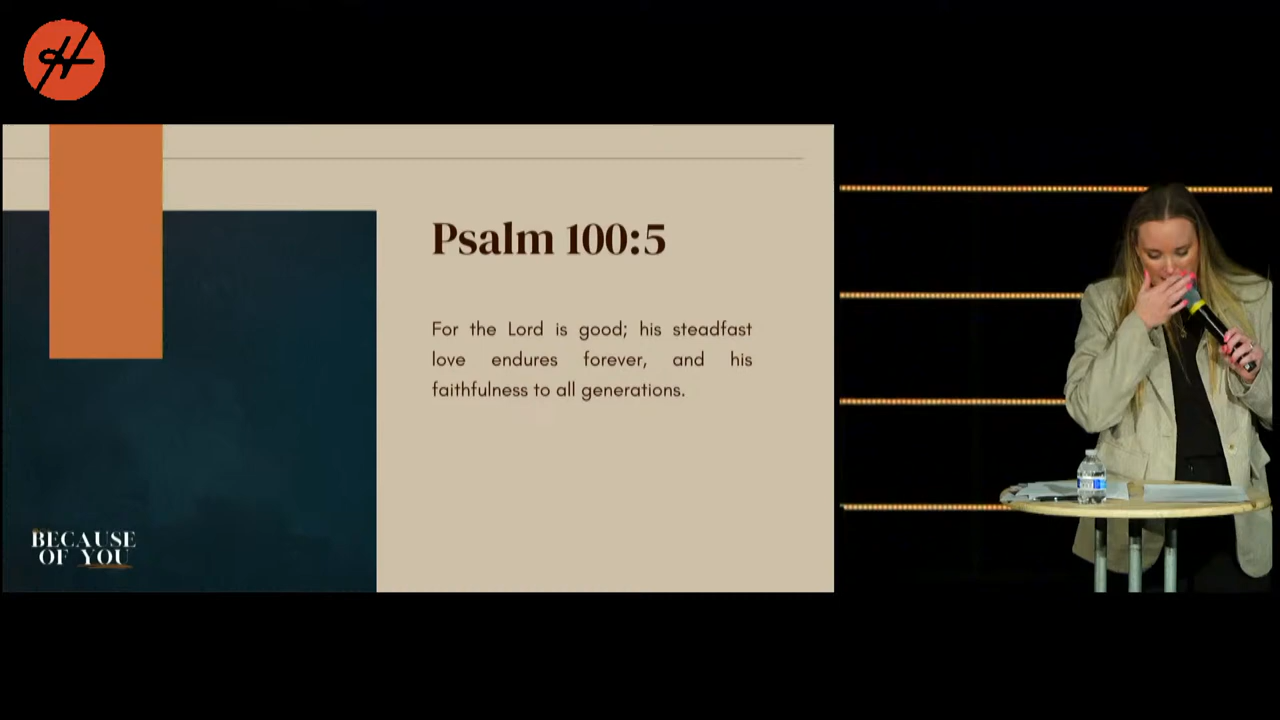 Psalm 100:5
For the Lord is good; his steadfast
love endures forever, and his
faithfulness to all generations.
BECAUSE
OF YOU